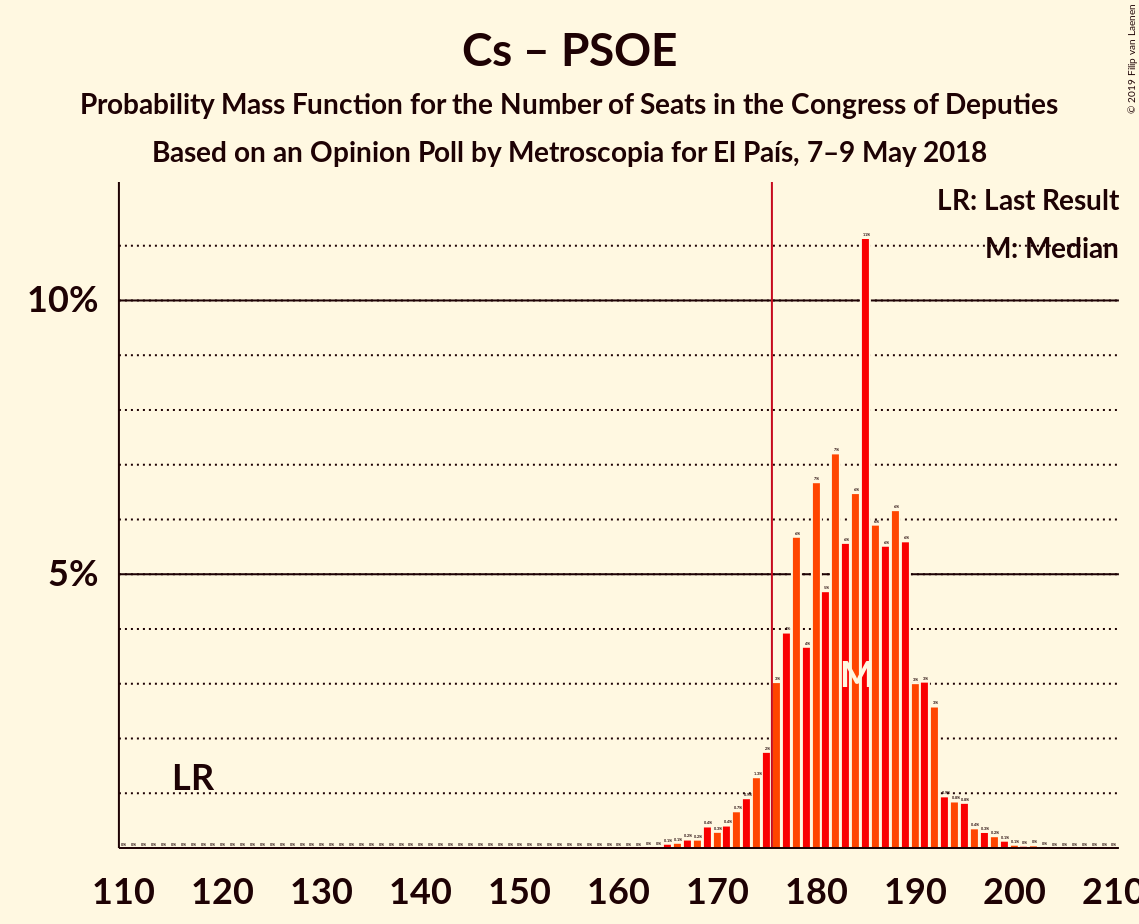 Cs – PSOE
Probability Mass Function for the Number of Seats in the Congress of Deputies
Based on an Opinion Poll by Metroscopia for El País, 7–9 May 2018
© 2019 Filip van Laenen
LR: Last Result
M: Median
10%
5%
LR
M
110 120 130 140 150 160 170 180 190 200 210